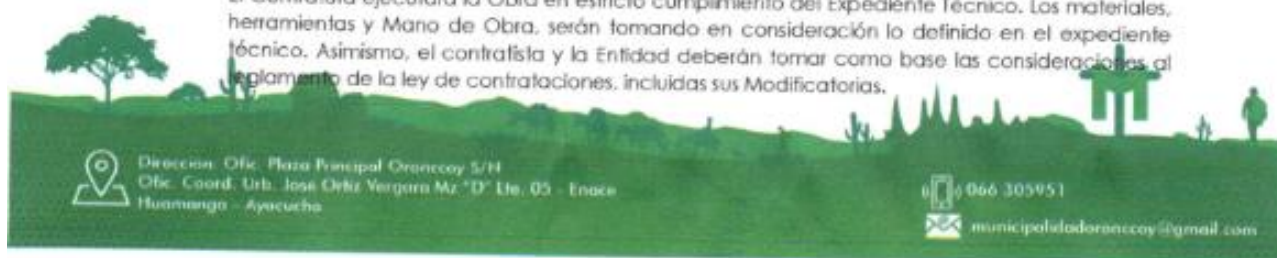 El Contratista ejecutará la Obra en estricto cumplimiento del Expediente Técnico. Los materiales,
herramientas y Mano de Obra, serán tomando en consideración lo definido en el expediente
técnico. Asimismo, el contratista y la Entidad deberán tomar como base las consideraciones al
reglamento de la ley de contrataciones, incluidas sus Modificatorias.
Dirección: Ofic. Plaza Principal Oronccoy S/N
Ofic. Coord. Urb. Jose Ortiz Vergara Mz "D" Lte. 05 - Enace
Huamanga - Ayacucho
066 305951
municipalidadoronccoy@gmail.com